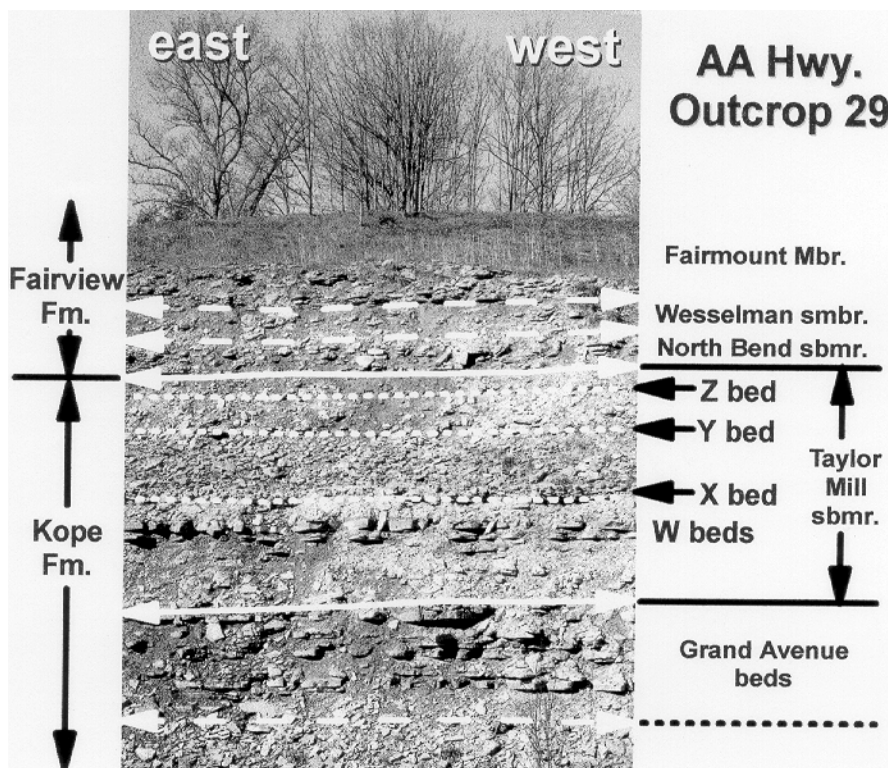 east
west
AA Hwy.
Outcrop 29
Fairview
Fm.
Kope
Fm.
Fairmount Mbr.
Wesselman smbr.
North Bend sbmr.
Z bed
Y bed
X bed
W beds
Taylor
Mill
sbmr.
Grand Avenue
beds